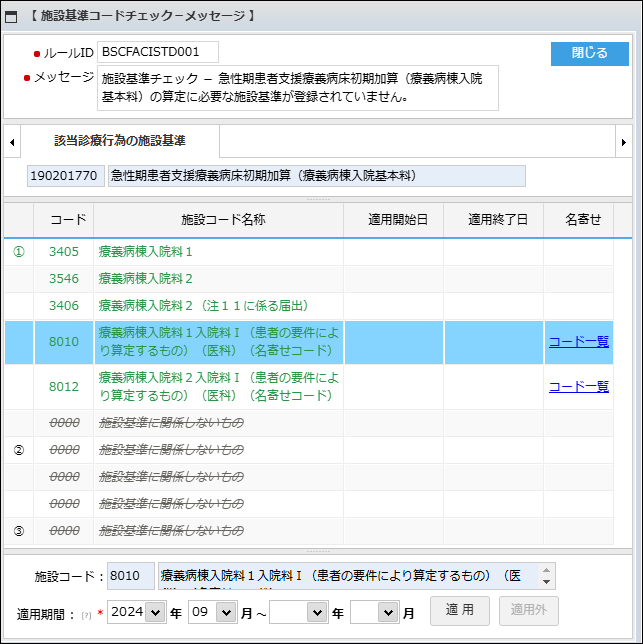 【 施設基準コードチェック－メッセージ 】
ルールID BSCFACISTD001 閉じる
メッセージ 施設基準チェック － 急性期患者支援療養病床初期加算（療養病棟入院
基本料）の算定に必要な施設基準が登録されていません。
該当診療行為の施設基準
190201770 急性期患者支援療養病床初期加算（療養病棟入院基本料）
コード 施設コード名称 適用開始日 適用終了日 名寄せ
① 3405 療養病棟入院料１
3546 療養病棟入院料２
3406 療養病棟入院料２（注１１に係る届出）
8010 療養病棟入院料１入院料Ⅰ（患者の要件によ
り算定するもの）（医科）（名寄せコード） コード一覧
8012 療養病棟入院料２入院料Ⅰ（患者の要件によ
り算定するもの）（医科）（名寄せコード） コード一覧
0000 施設基準に関係しないもの
② 0000 施設基準に関係しないもの
0000 施設基準に関係しないもの
0000 施設基準に関係しないもの
③ 0000 施設基準に関係しないもの
施設コード： 8010 療養病棟入院料１入院料Ⅰ（患者の要件により算定するもの）（医
適用期間： [?] * 2024 年 09 月 ～ 年 月 適 用 適用外